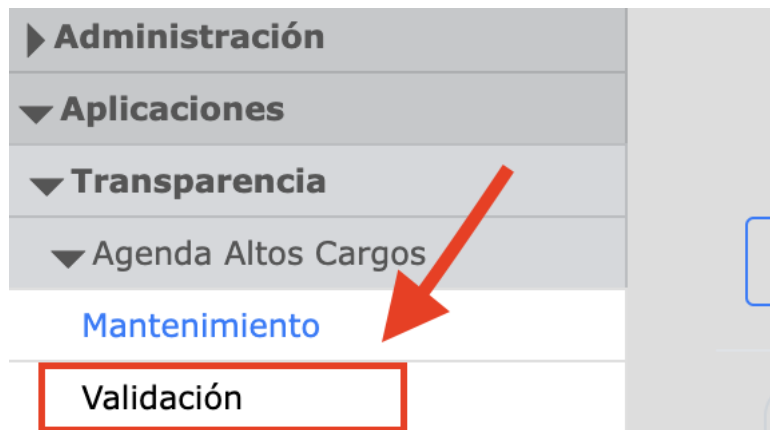 Administración
Aplicaciones
Transparencia
Agenda Altos Cargos
Mantenimiento
Validación